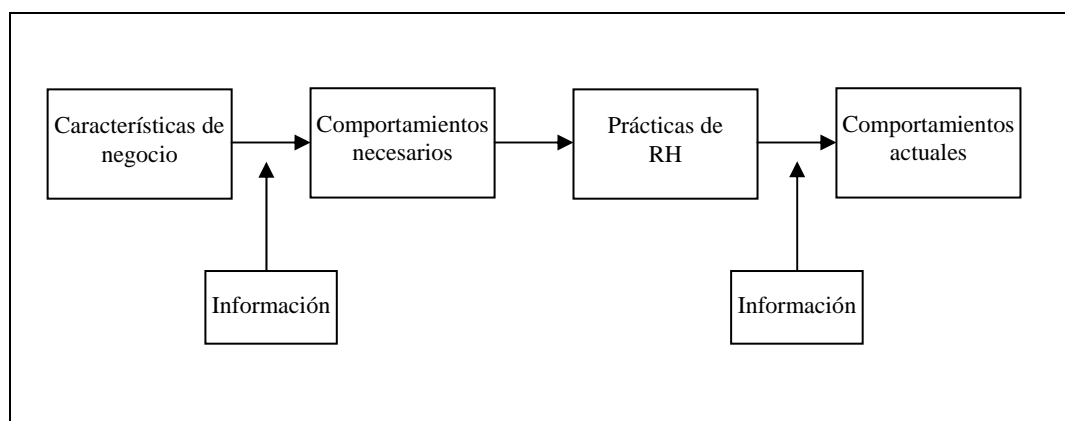 Características de
negocio
Comportamientos
necesarios
Prácticas de
RH
Comportamientos
actuales
Información
Información